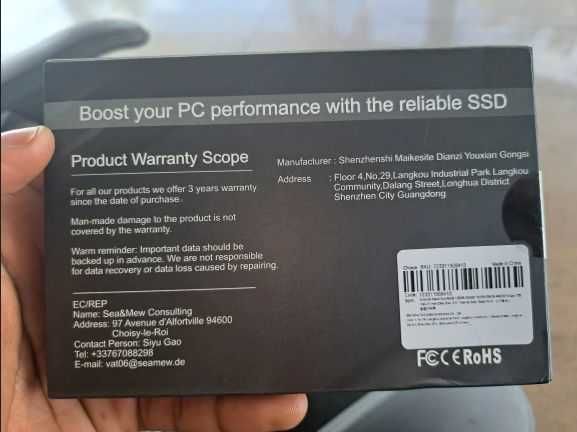 Boost your PC performance with the reliable SSD
Product Warranty Scope
For all our products we offer 3 years warranty
since the date of purchase.
Man-made damage to the product is not
covered by the warranty.
Warm reminder: Important data should be
backed up in advance. We are not responsible
for data recovery or data loss caused by repairing.
EC/REP
Name: Sea&Mew Consulting
Address: 97 Avenue d'Alfortville 94600
Choisy-le-Roi
Contact Person: Siyu Gao
Tel: +33767088298
E-mail: vat06@seamew.com
Manufacturer : Shenzhenshi Maikesite Dianzi Youxian Gongsi
Address : Floor 4,No,29,Langkou Industrial Park Langkou
Community,Dalang Street,Longhua District
Shenzhen City Guangdong
Made in China
FC CE RoHS